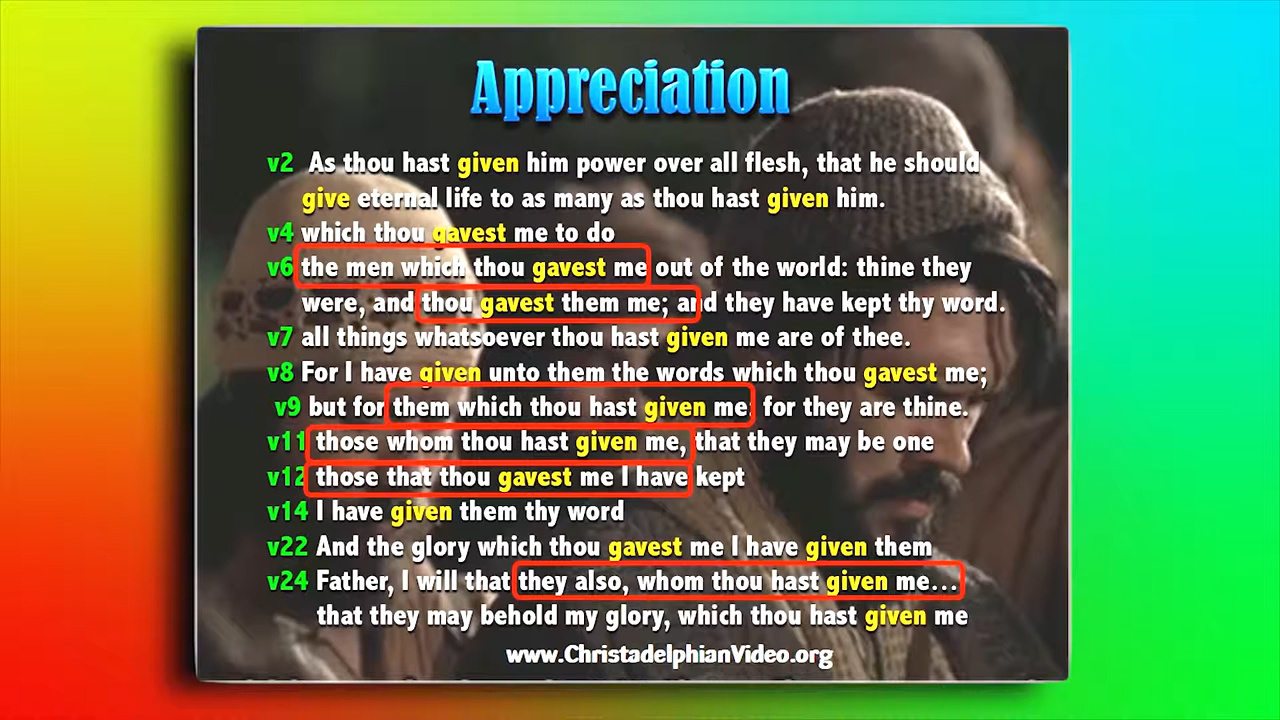 Appreciation
v2 As thou hast given him power over all flesh, that he should
give eternal life to as many as thou hast given him.
v4 which thou gavest me to do
v6 the men which thou gavest me out of the world: thine they
were, and thou gavest them me; and they have kept thy word.
v7 all things whatsoever thou hast given me are of thee.
v8 For I have given unto them the words which thou gavest me;
v9 but for them which thou hast given me; for they are thine.
v11 those whom thou hast given me, that they may be one
v12 those that thou gavest me I have kept
v14 I have given them thy word
v22 And the glory which thou gavest me I have given them
v24 Father, I will that they also, whom thou hast given me...
that they may behold my glory, which thou hast given me
www.ChristadelphianVideo.org